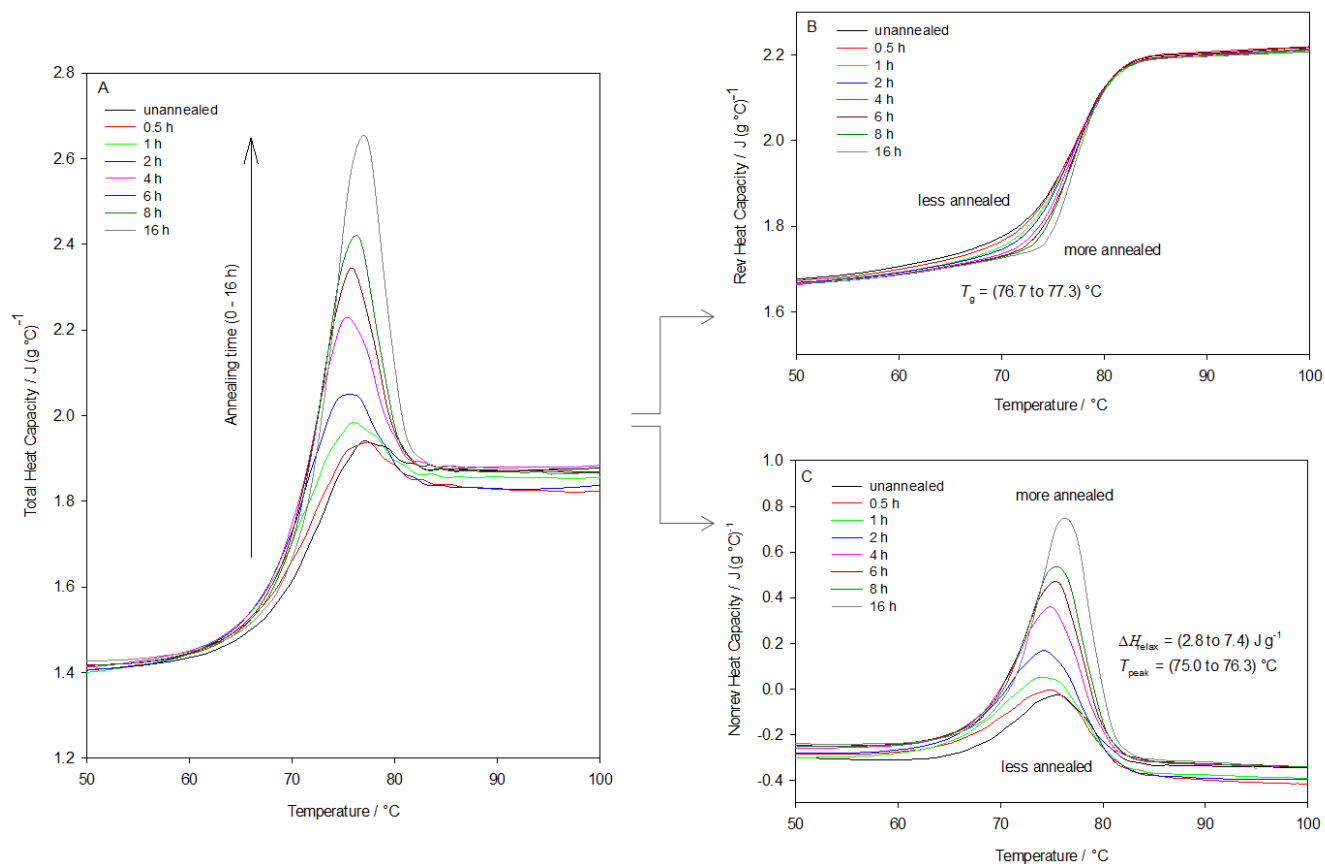 A
unannealed
0.5 h
1 h
2 h
4 h
6 h
8 h
16 h
Annealing time (0 - 16 h)
Total Heat Capacity / J (g °C)⁻¹
2.8
2.6
2.4
2.2
2.0
1.8
1.6
1.4
1.2
50 60 70 80 90 100
Temperature / °C
B
unannealed
0.5 h
1 h
2 h
4 h
6 h
8 h
16 h
less annealed
more annealed
Tg = (76.7 to 77.3) °C
Rev Heat Capacity / J (g °C)⁻¹
2.2
2.0
1.8
1.6
50 60 70 80 90 100
Temperature / °C
C
unannealed
0.5 h
1 h
2 h
4 h
6 h
8 h
16 h
more annealed
less annealed
ΔHrelax = (2.8 to 7.4) J g⁻¹
Tpeak = (75.0 to 76.3) °C
Nonrev Heat Capacity / J (g °C)⁻¹
1.0
0.8
0.6
0.4
0.2
0.0
-0.2
-0.4
50 60 70 80 90 100
Temperature / °C